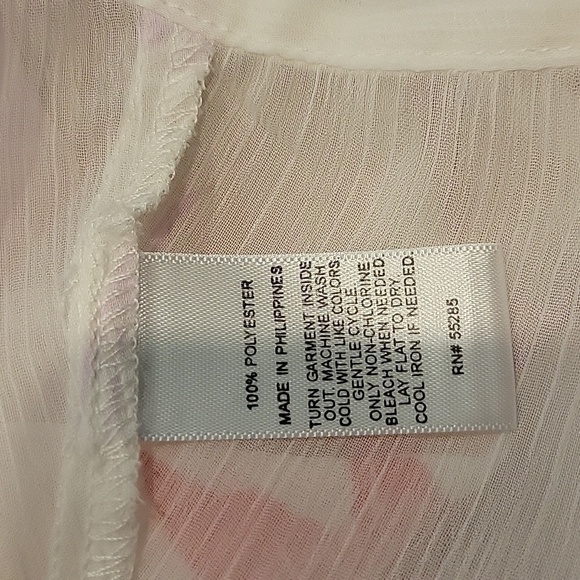 100% POLYESTER
MADE IN PHILIPPINES
TURN GARMENT INSIDE
OUT. MACHINE WASH
COLD WITH LIKE COLORS.
GENTLE CYCLE.
ONLY NON-CHLORINE
BLEACH WHEN NEEDED.
LAY FLAT TO DRY.
COOL IRON IF NEEDED.
RN# 55285